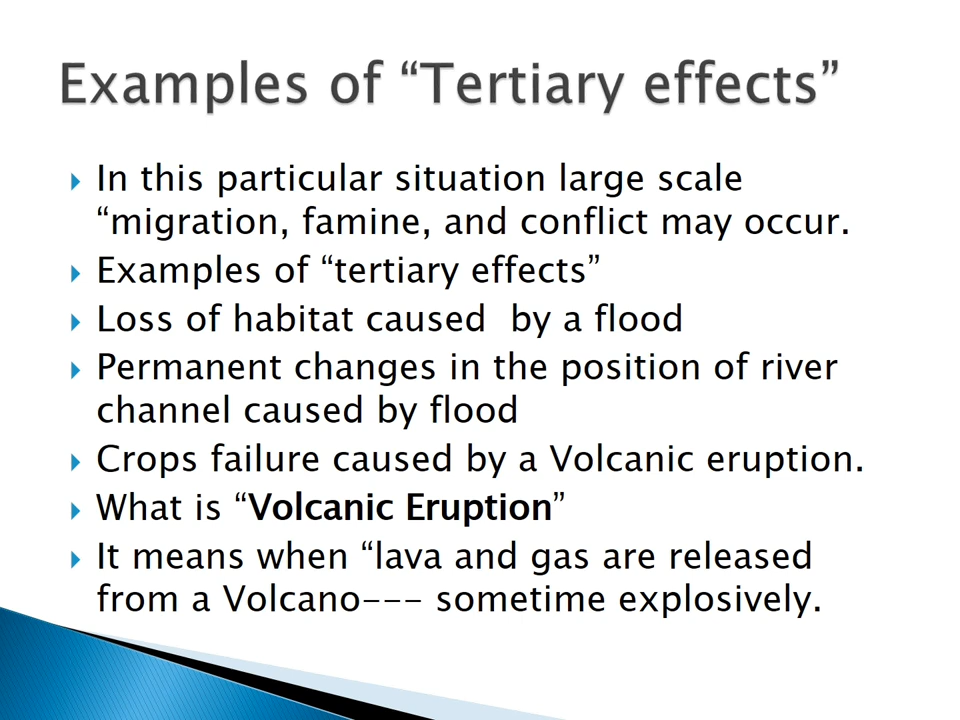 Examples of “Tertiary effects”
In this particular situation large scale
“migration, famine, and conflict may occur.
Examples of “tertiary effects”
Loss of habitat caused  by a flood
Permanent changes in the position of river
channel caused by flood
Crops failure caused by a Volcanic eruption.
What is “Volcanic Eruption”
It means when “lava and gas are released
from a Volcano--- sometime explosively.